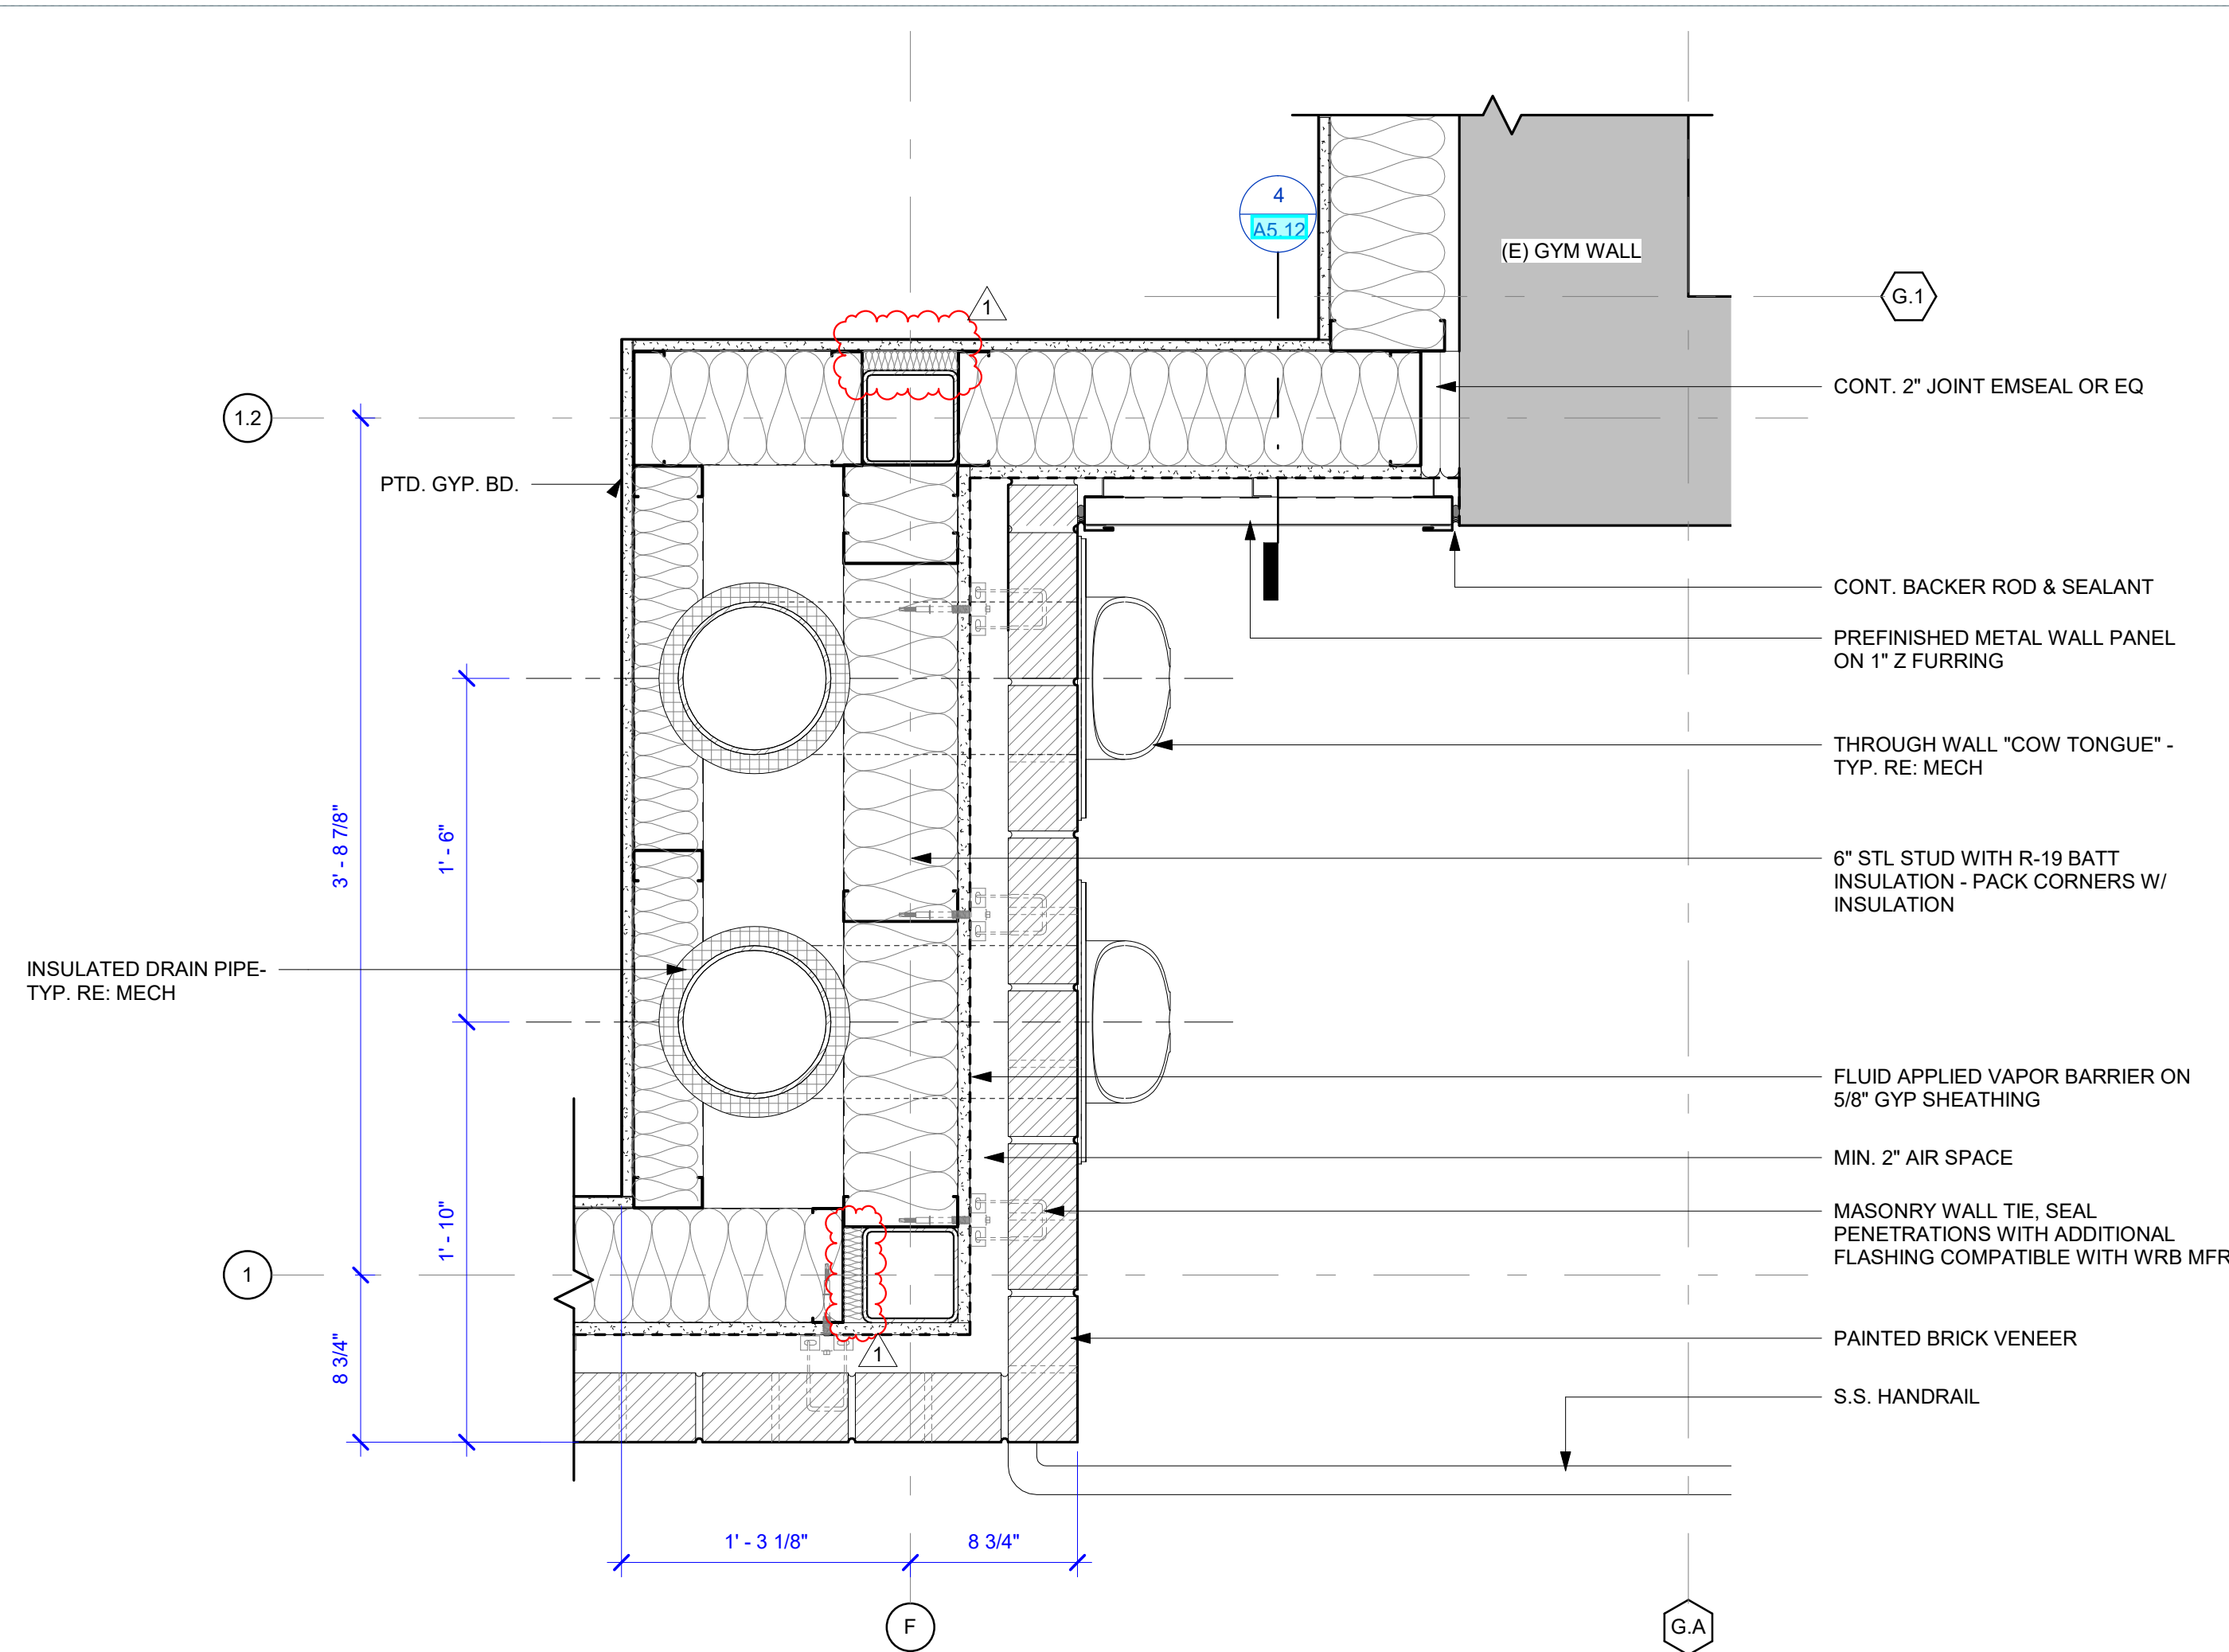 4
A5.12
(E) GYM WALL
1
G.1
CONT. 2" JOINT EMSEAL OR EQ
1.2
PTD. GYP. BD.
CONT. BACKER ROD & SEALANT
PREFINISHED METAL WALL PANEL
ON 1" Z FURRING
THROUGH WALL "COW TONGUE" -
TYP. RE: MECH
3' - 8 7/8"
1' - 6"
6" STL STUD WITH R-19 BATT
INSULATION - PACK CORNERS W/
INSULATION
INSULATED DRAIN PIPE-
TYP. RE: MECH
FLUID APPLIED VAPOR BARRIER ON
5/8" GYP SHEATHING
MIN. 2" AIR SPACE
1' - 10"
MASONRY WALL TIE, SEAL
PENETRATIONS WITH ADDITIONAL
FLASHING COMPATIBLE WITH WRB MFR
1
8 3/4"
1
PAINTED BRICK VENEER
S.S. HANDRAIL
1' - 3 1/8"
8 3/4"
F
G.A